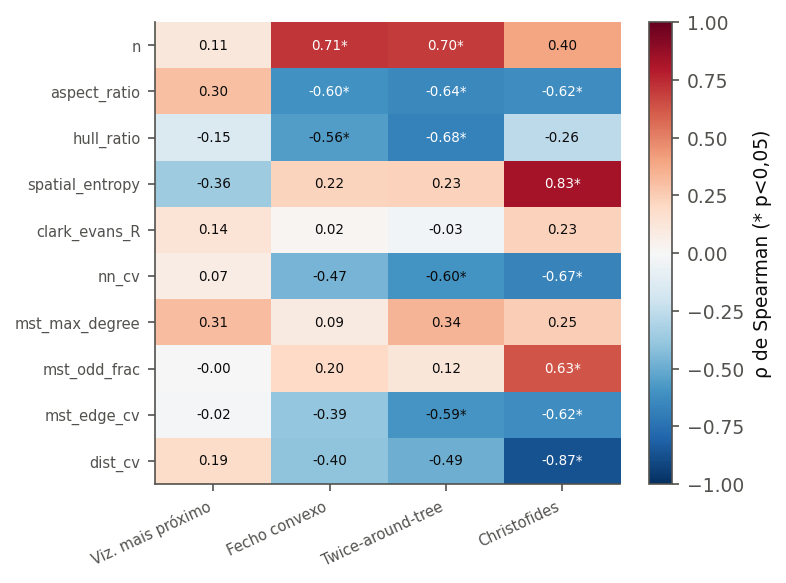 n 0.11 0.71* 0.70* 0.40
aspect_ratio 0.30 -0.60* -0.64* -0.62*
hull_ratio -0.15 -0.56* -0.68* -0.26
spatial_entropy -0.36 0.22 0.23 0.83*
clark_evans_R 0.14 0.02 -0.03 0.23
nn_cv 0.07 -0.47 -0.60* -0.67*
mst_max_degree 0.31 0.09 0.34 0.25
mst_odd_frac -0.00 0.20 0.12 0.63*
mst_edge_cv -0.02 -0.39 -0.59* -0.62*
dist_cv 0.19 -0.40 -0.49 -0.87*
Viz. mais próximo
Fecho convexo
Twice-around-tree
Christofides
1.00
0.75
0.50
0.25
0.00
−0.25
−0.50
−0.75
−1.00
ρ de Spearman (* p<0,05)